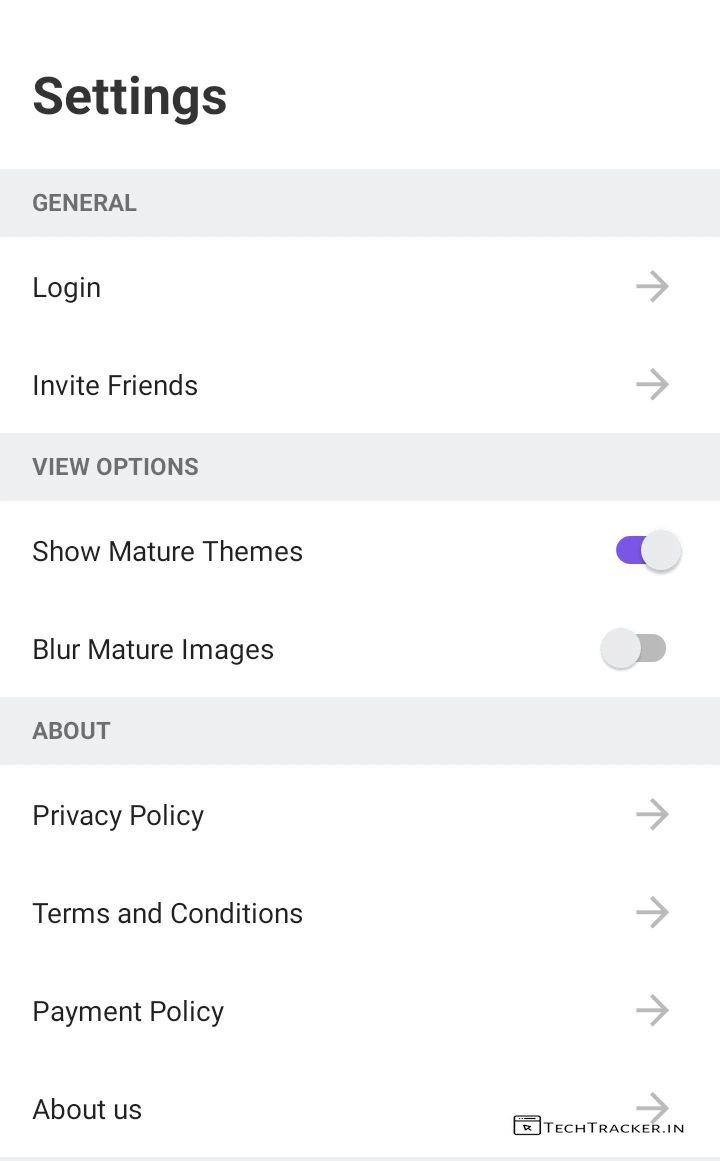 Settings
GENERAL
Login
Invite Friends
VIEW OPTIONS
Show Mature Themes
Blur Mature Images
ABOUT
Privacy Policy
Terms and Conditions
Payment Policy
About us
TECHTRACKER.IN